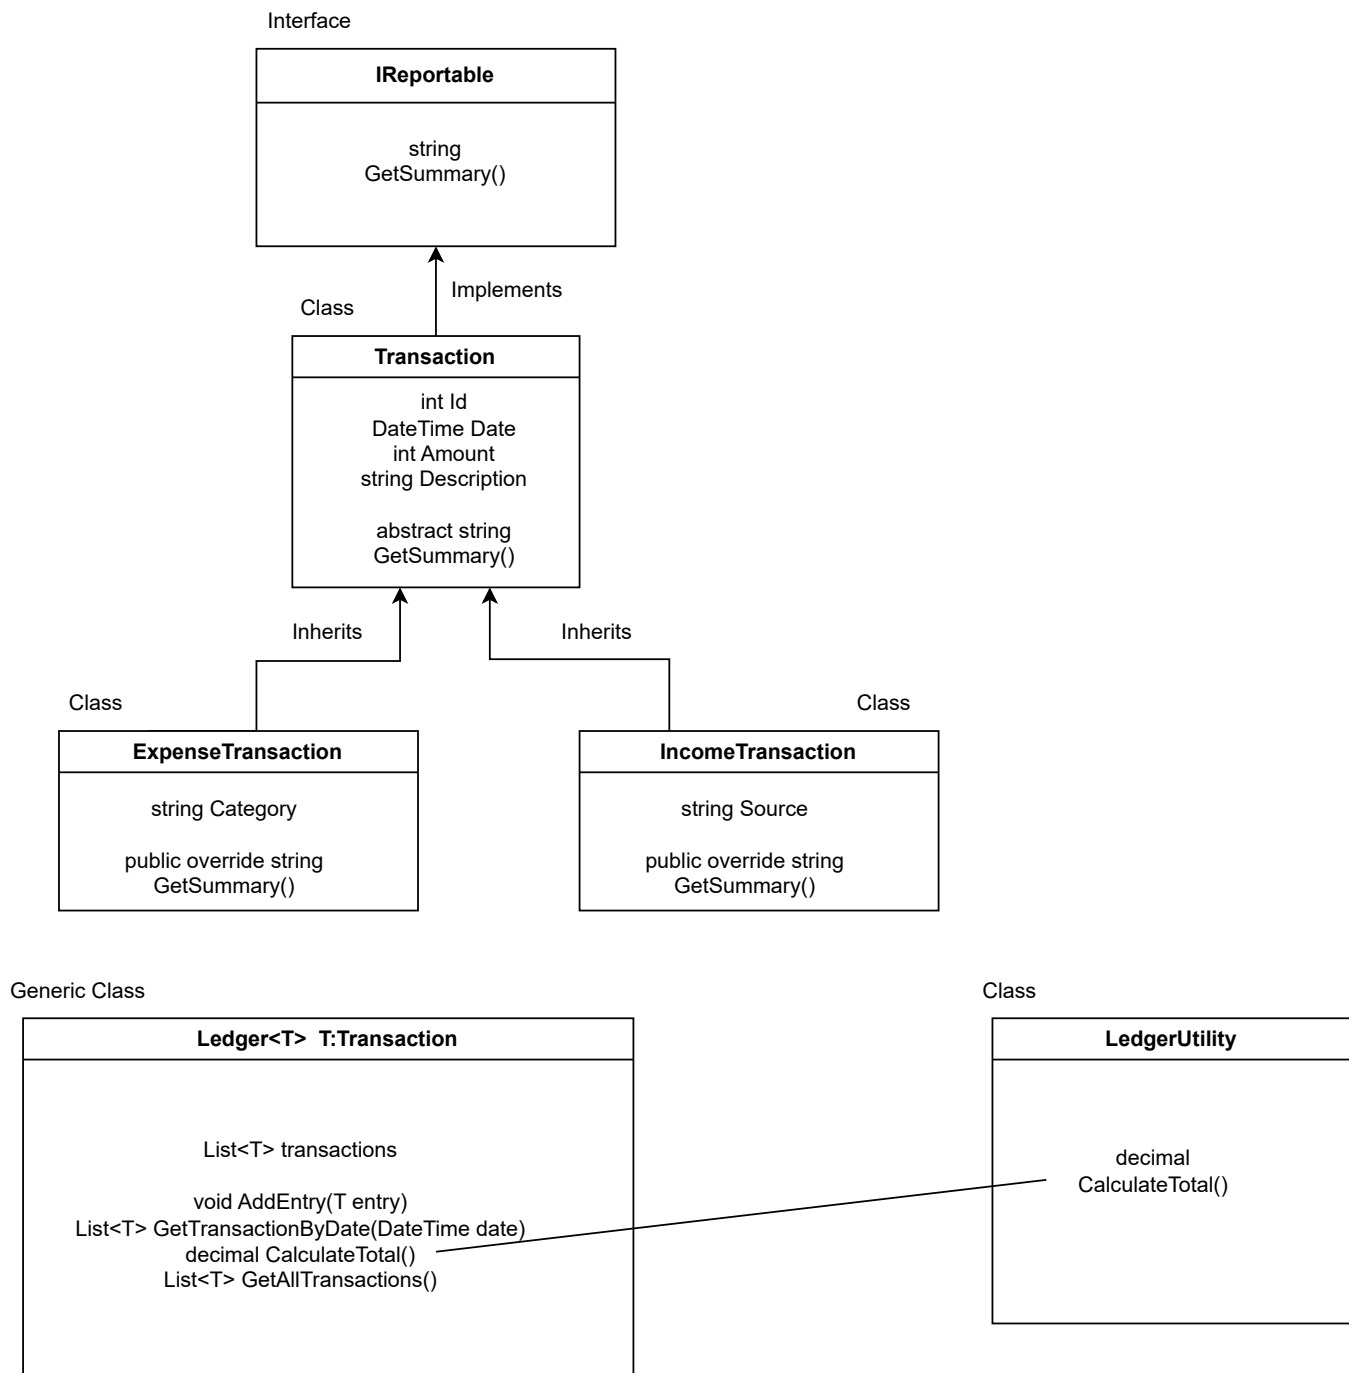 Interface
IReportable
string
GetSummary()
Implements
Class
Transaction
int Id
DateTime Date
int Amount
string Description
abstract string
GetSummary()
Inherits
Inherits
Class
Class
ExpenseTransaction
string Category
public override string
GetSummary()
IncomeTransaction
string Source
public override string
GetSummary()
Generic Class
Ledger<T>  T:Transaction
List<T> transactions
void AddEntry(T entry)
List<T> GetTransactionByDate(DateTime date)
decimal CalculateTotal()
List<T> GetAllTransactions()
Class
LedgerUtility
decimal
CalculateTotal()